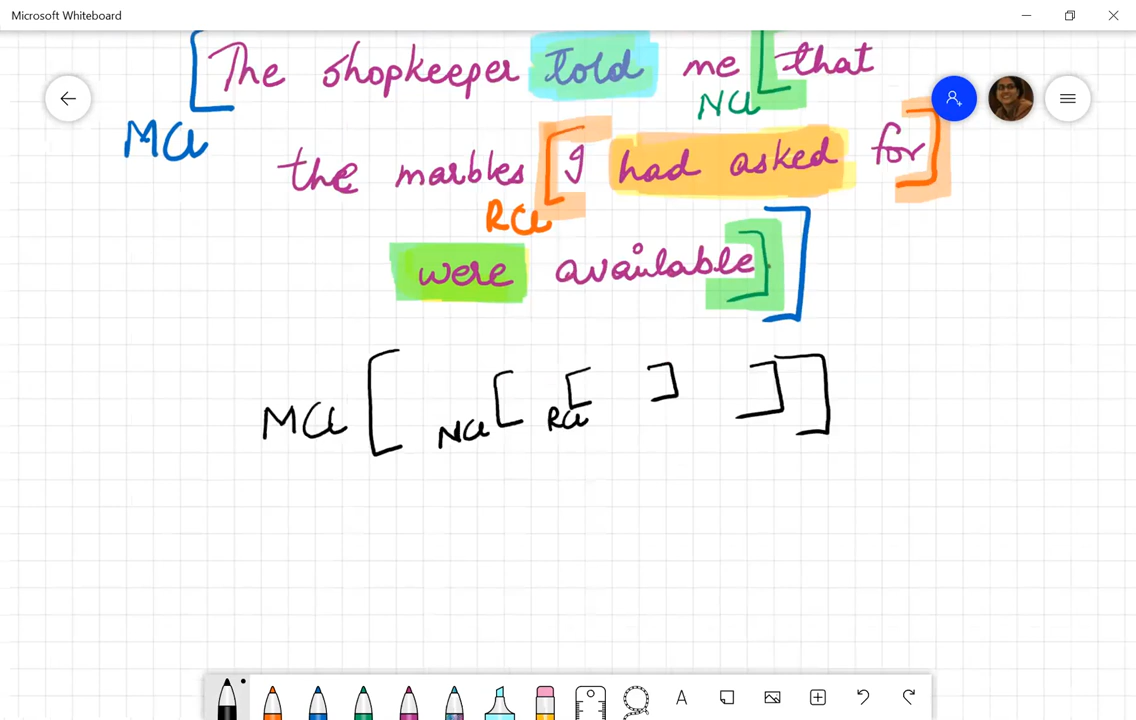 Microsoft Whiteboard
[The shopkeeper told me [that
MCl NCl
the marbles [I had asked for]
RCl
were available]]
MCl [ NCl [ RCl [ ] ] ]
A